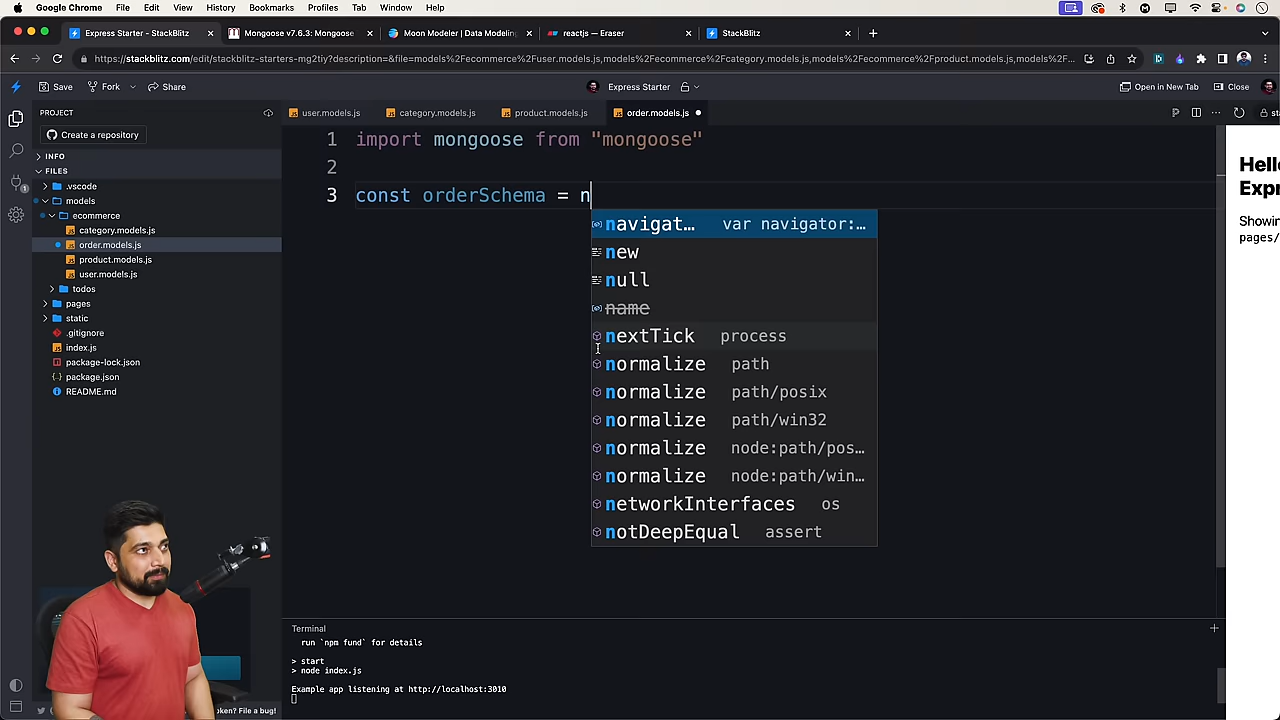 Google Chrome File Edit View History Bookmarks Profiles Tab Window Help
Express Starter - StackBlitz
Mongoose v7.6.3: Mongoose
Moon Modeler | Data Modeling
reactjs — Eraser
StackBlitz
https://stackblitz.com/edit/stackblitz-starters-mg2tiy?description=&file=models%2Fecommerce%2Fuser.models.js,models%2Fecommerce%2Fcategory.models.js,models%2Fecommerce%2Fproduct.models.js,models%2F
Save Fork Share
Express Starter
Open in New Tab Close
PROJECT
user.models.js category.models.js product.models.js order.models.js
Create a repository
INFO
FILES
.vscode
models
ecommerce
category.models.js
order.models.js
product.models.js
user.models.js
todos
pages
static
.gitignore
index.js
package-lock.json
package.json
README.md
1 import mongoose from "mongoose"
2
3 const orderSchema = n
navigat… var navigator:…
new
null
name
nextTick process
normalize path
normalize path/posix
normalize path/win32
normalize node:path/pos…
normalize node:path/win…
networkInterfaces os
notDeepEqual assert
sta
Hello
Expr
Showin
pages/
Terminal
run `npm fund` for details
> start
> node index.js
Example app listening at http://localhost:3010
oken? File a bug!